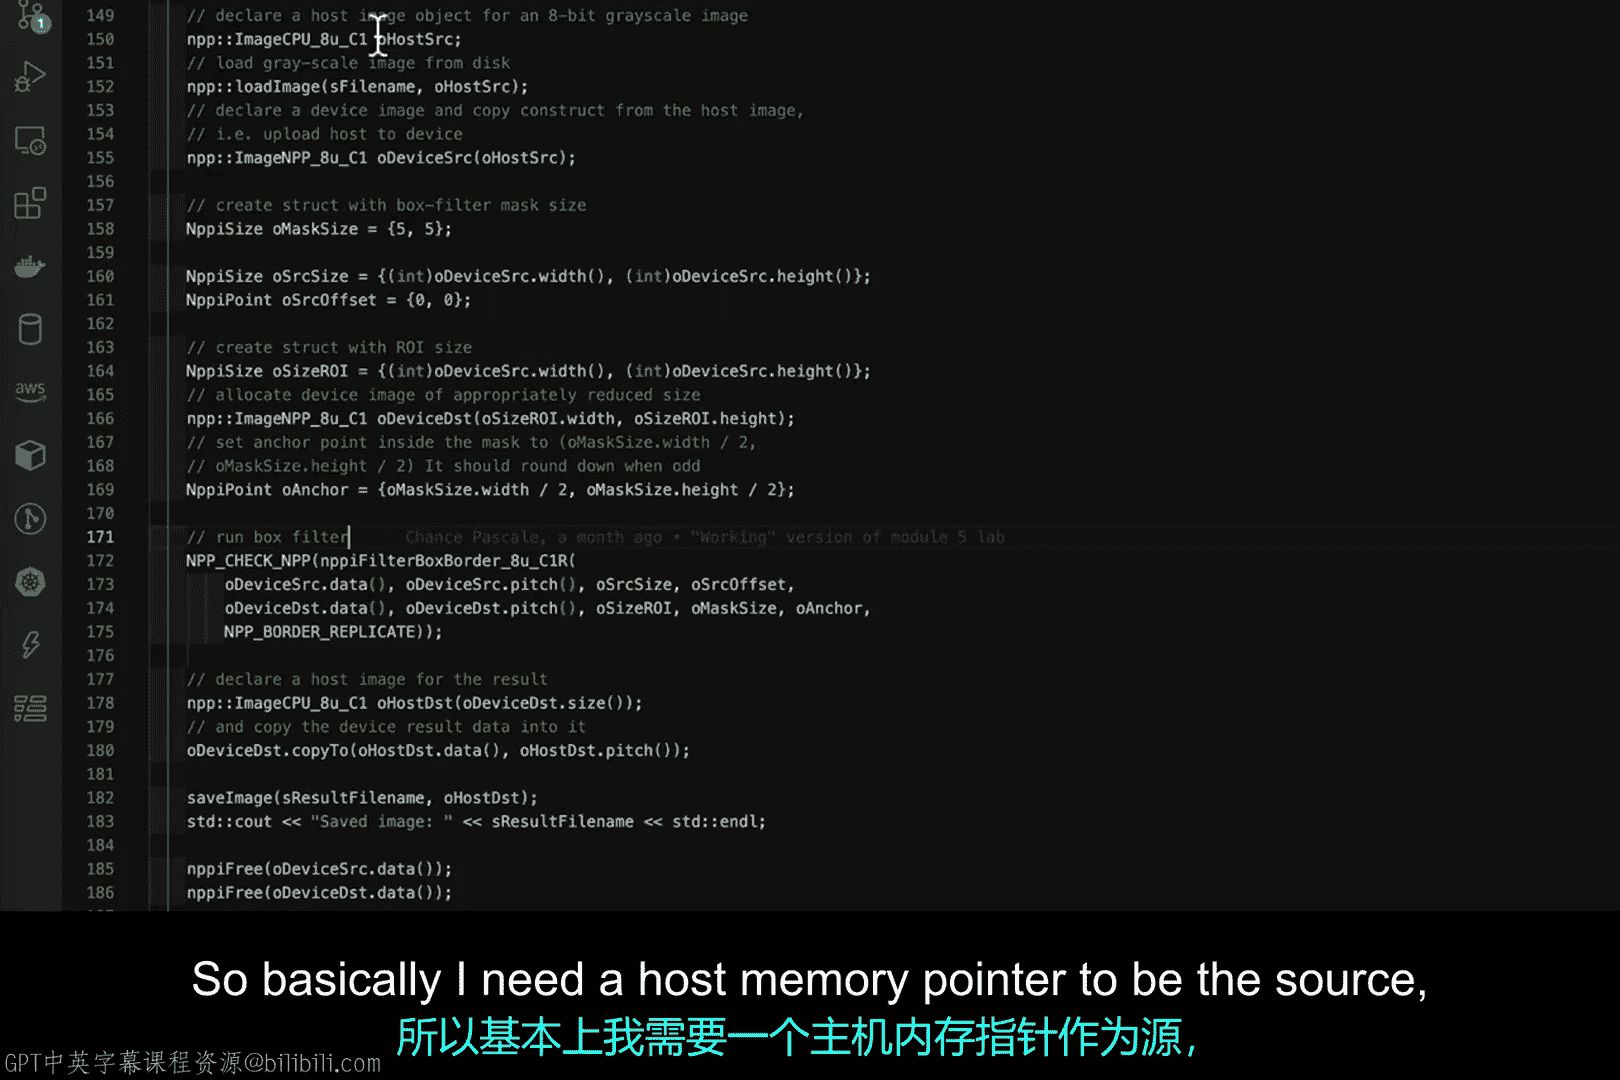 149 // declare a host image object for an 8-bit grayscale image
150 npp::ImageCPU_8u_C1 oHostSrc;
151 // load gray-scale image from disk
152 npp::loadImage(sFilename, oHostSrc);
153 // declare a device image and copy construct from the host image,
154 // i.e. upload host to device
155 npp::ImageNPP_8u_C1 oDeviceSrc(oHostSrc);
156
157 // create struct with box-filter mask size
158 NppiSize oMaskSize = {5, 5};
159
160 NppiSize oSrcSize = {(int)oDeviceSrc.width(), (int)oDeviceSrc.height()};
161 NppiPoint oSrcOffset = {0, 0};
162
163 // create struct with ROI size
164 NppiSize oSizeROI = {(int)oDeviceSrc.width(), (int)oDeviceSrc.height()};
165 // allocate device image of appropriately reduced size
166 npp::ImageNPP_8u_C1 oDeviceDst(oSizeROI.width, oSizeROI.height);
167 // set anchor point inside the mask to (oMaskSize.width / 2,
168 // oMaskSize.height / 2) It should round down when odd
169 NppiPoint oAnchor = {oMaskSize.width / 2, oMaskSize.height / 2};
170
171 // run box filter Chance Pascale, a month ago • "Working" version of module 5 lab
172 NPP_CHECK_NPP(nppiFilterBoxBorder_8u_C1R(
173 oDeviceSrc.data(), oDeviceSrc.pitch(), oSrcSize, oSrcOffset,
174 oDeviceDst.data(), oDeviceDst.pitch(), oSizeROI, oMaskSize, oAnchor,
175 NPP_BORDER_REPLICATE));
176
177 // declare a host image for the result
178 npp::ImageCPU_8u_C1 oHostDst(oDeviceDst.size());
179 // and copy the device result data into it
180 oDeviceDst.copyTo(oHostDst.data(), oHostDst.pitch());
181
182 saveImage(sResultFilename, oHostDst);
183 std::cout << "Saved image: " << sResultFilename << std::endl;
184
185 nppiFree(oDeviceSrc.data());
186 nppiFree(oDeviceDst.data());
1
aws
So basically I need a host memory pointer to be the source,
所以基本上我需要一个主机内存指针作为源，
GPT中英字幕课程资源@bilibili.com